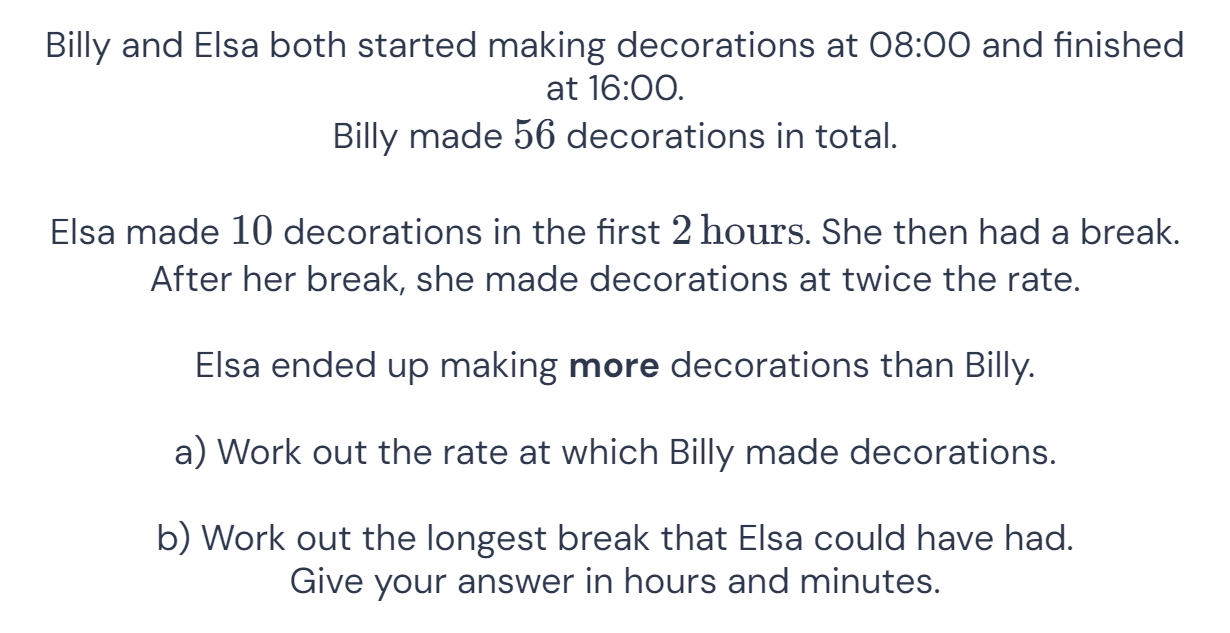 Billy and Elsa both started making decorations at 08:00 and finished
at 16:00.
Billy made 56 decorations in total.
Elsa made 10 decorations in the first 2 hours. She then had a break.
After her break, she made decorations at twice the rate.
Elsa ended up making more decorations than Billy.
a) Work out the rate at which Billy made decorations.
b) Work out the longest break that Elsa could have had.
Give your answer in hours and minutes.